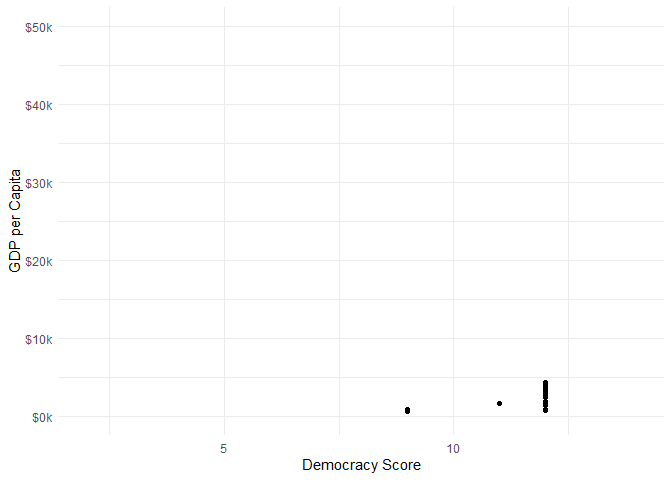 $50k
$40k
$30k
$20k
$10k
$0k
GDP per Capita
5
10
Democracy Score